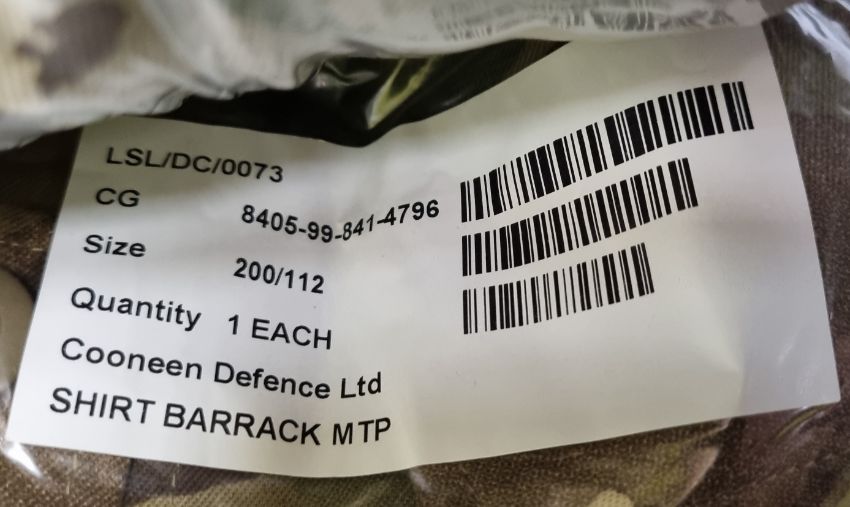 LSL/DC/0073
CG 8405-99-841-4796
Size 200/112
Quantity 1 EACH
Cooneen Defence Ltd
SHIRT BARRACK MTP